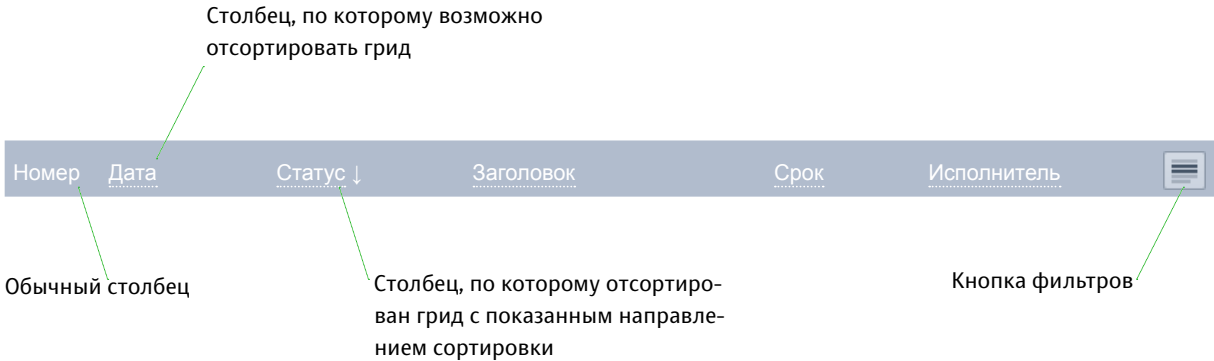 Столбец, по которому возможно
отсортировать грид
Номер Дата Статус ↓ Заголовок Срок Исполнитель
Обычный столбец
Столбец, по которому отсортиро-
ван грид с показанным направле-
нием сортировки
Кнопка фильтров